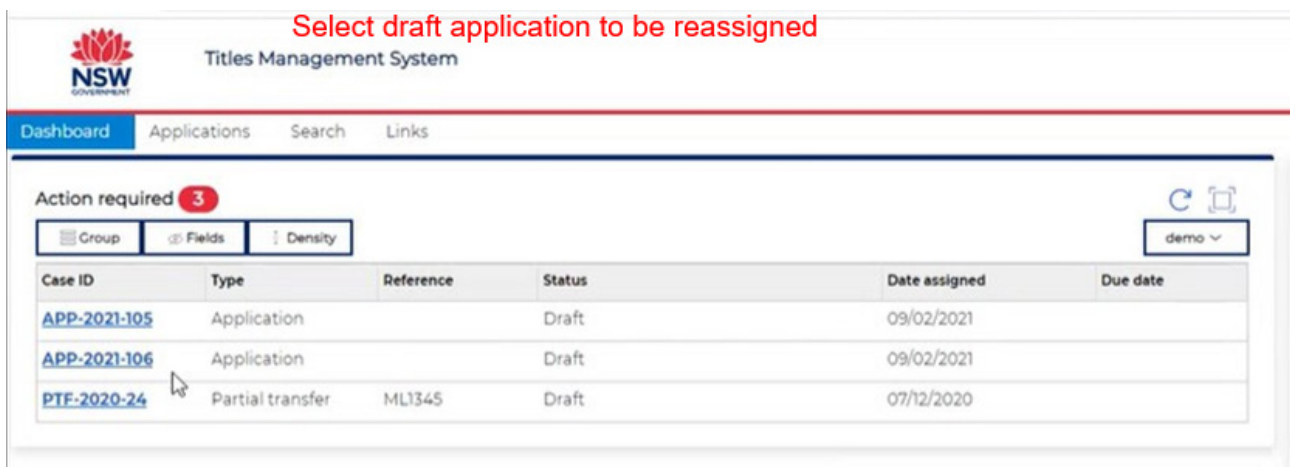 Select draft application to be reassigned
NSW
GOVERNMENT
Titles Management System
Dashboard Applications Search Links
Action required 3
Group Fields Density demo
Case ID Type Reference Status Date assigned Due date
APP-2021-105 Application Draft 09/02/2021
APP-2021-106 Application Draft 09/02/2021
PTF-2020-24 Partial transfer ML1345 Draft 07/12/2020